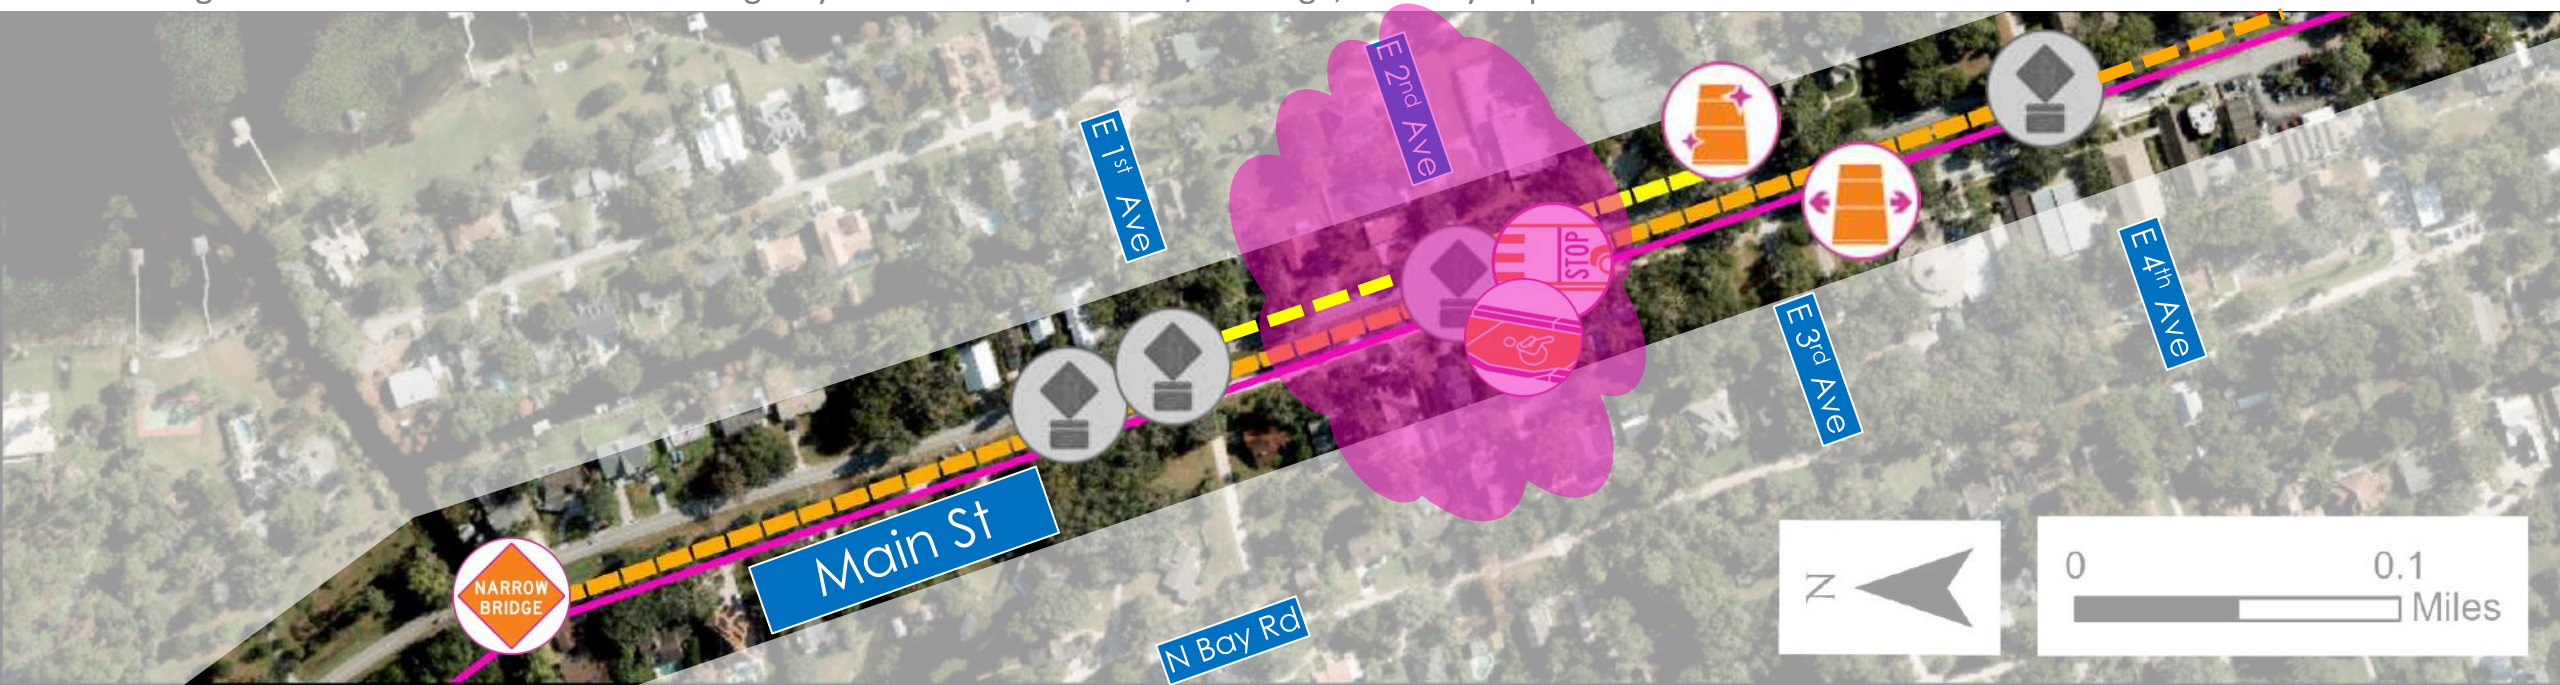 E 1st Ave
E 2nd Ave
STOP
E 3rd Ave
E 4th Ave
NARROW
BRIDGE
Main St
N Bay Rd
N
0
0.1
Miles